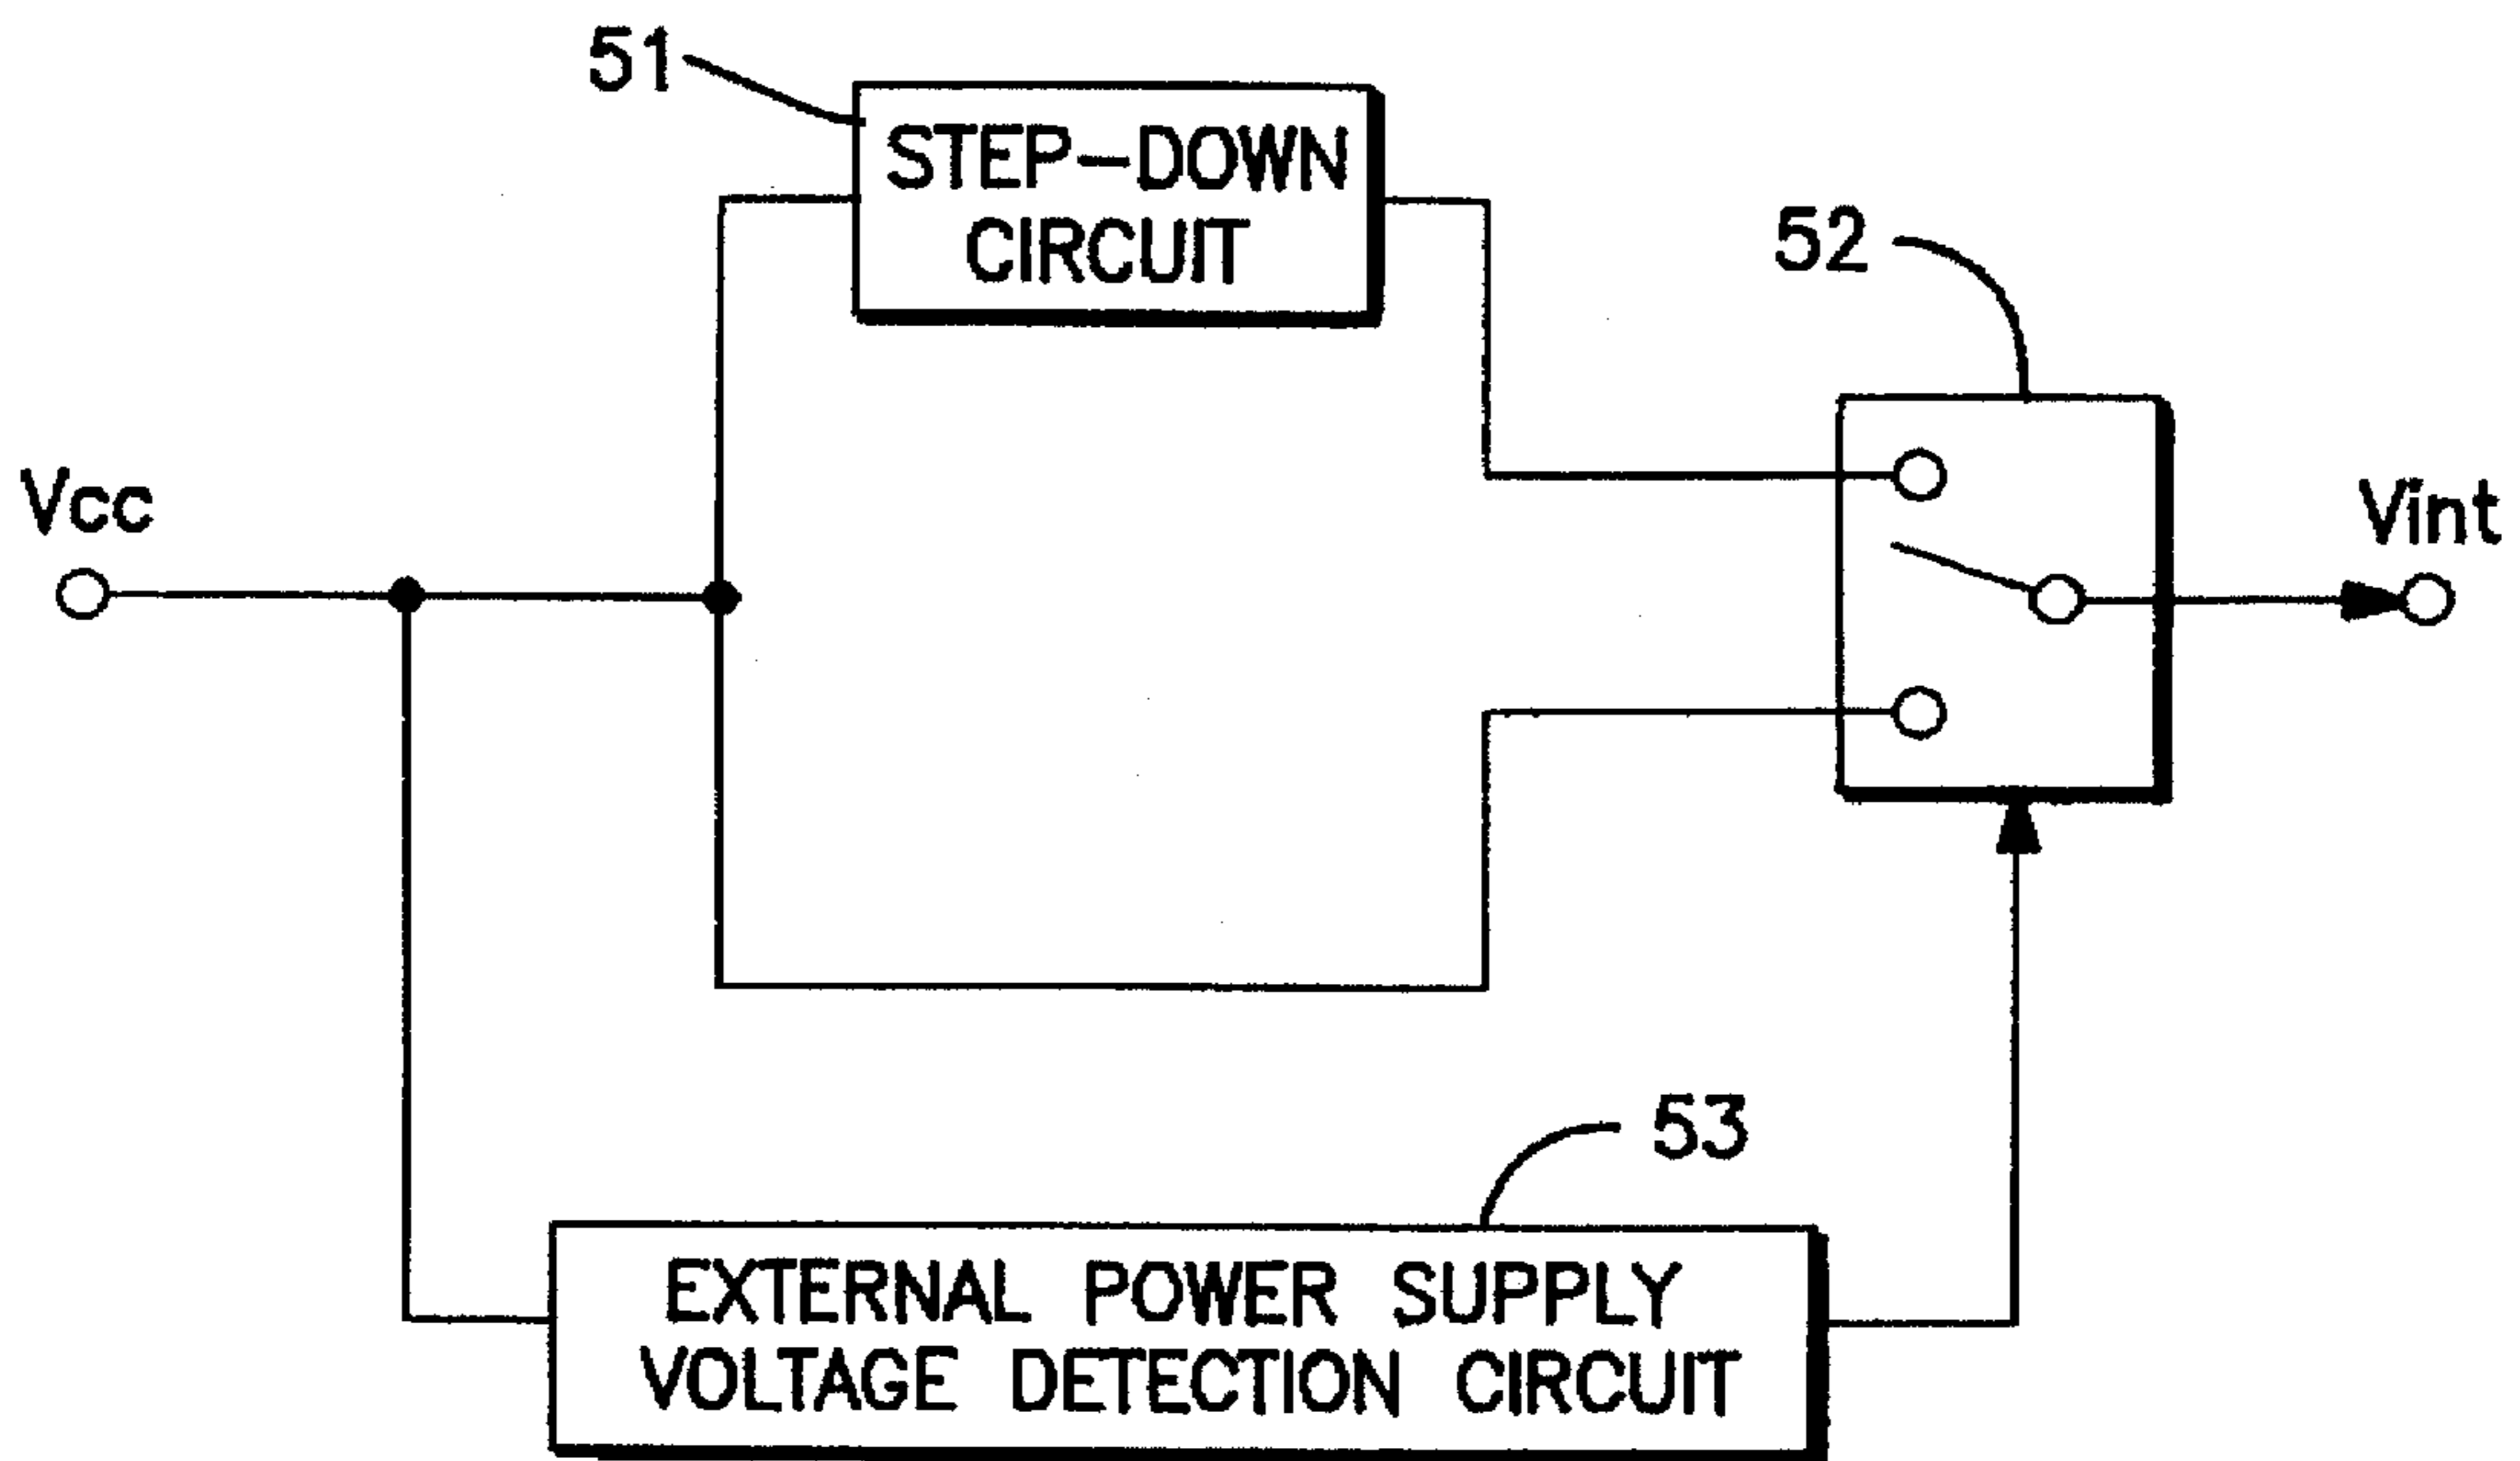 51
STEP-DOWN
CIRCUIT
52
Vcc
Vint
53
EXTERNAL POWER SUPPLY
VOLTAGE DETECTION CIRCUIT